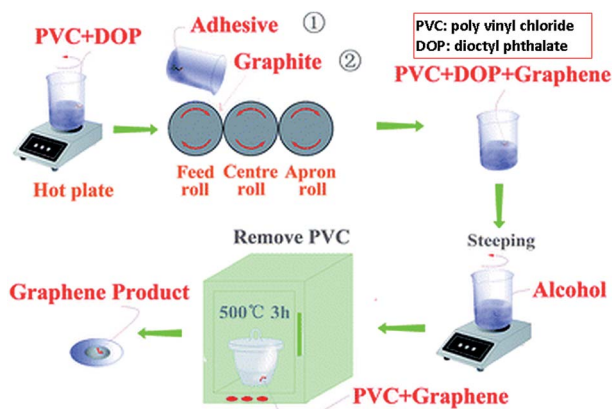 PVC+DOP
Hot plate
Adhesive ①
Graphite ②
Feed Centre Apron
roll roll roll
PVC: poly vinyl chloride
DOP: dioctyl phthalate
PVC+DOP+Graphene
Steeping
Alcohol
Remove PVC
500℃ 3h
PVC+Graphene
Graphene Product